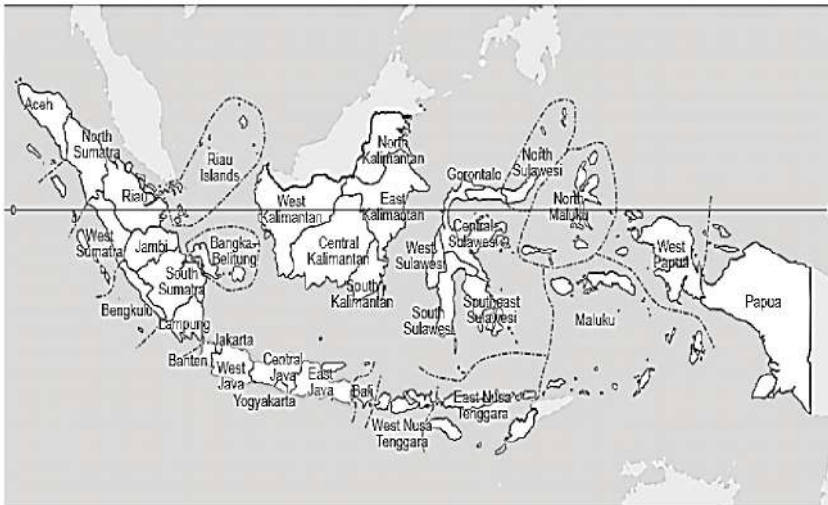 Aceh
North
Sumatra
Riau
Islands
Riau
West
Sumatra
Jambi
Bangka-
Belitung
South
Sumatra
Bengkulu
Lampung
0
North
Kalimantan
West
Kalimantan
East
Kalimantan
Central
Kalimantan
South
Kalimantan
Gorontalo
North
Sulawesi
Central
Sulawesi
West
Sulawesi
South
Sulawesi
Southeast
Sulawesi
North
Maluku
Maluku
West
Papua
Papua
Jakarta
Banten
West
Java
Central
Java
Yogyakarta
East
Java
Bali
West Nusa
Tenggara
East Nusa
Tenggara